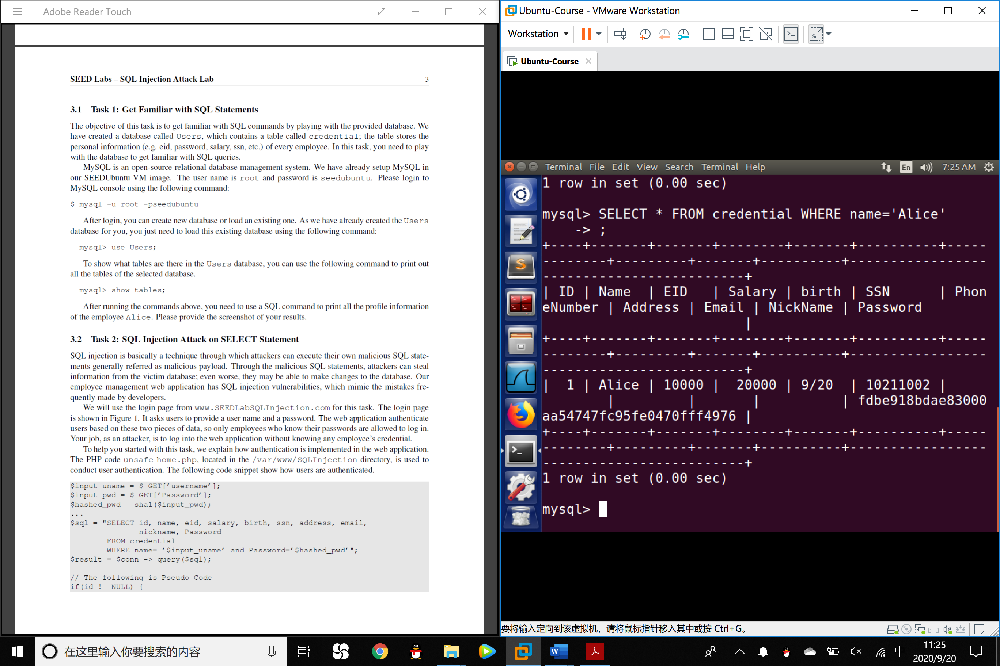 Adobe Reader Touch
SEED Labs – SQL Injection Attack Lab 3
3.1 Task 1: Get Familiar with SQL Statements
The objective of this task is to get familiar with SQL commands by playing with the provided database. We
have created a database called Users, which contains a table called credential; the table stores the
personal information (e.g. eid, password, salary, ssn, etc.) of every employee. In this task, you need to play
with the database to get familiar with SQL queries.
MySQL is an open-source relational database management system. We have already setup MySQL in
our SEEDUbuntu VM image. The user name is root and password is seedubuntu. Please login to
MySQL console using the following command:
$ mysql -u root -pseedubuntu
After login, you can create new database or load an existing one. As we have already created the Users
database for you, you just need to load this existing database using the following command:
mysql> use Users;
To show what tables are there in the Users database, you can use the following command to print out
all the tables of the selected database.
mysql> show tables;
After running the commands above, you need to use a SQL command to print all the profile information
of the employee Alice. Please provide the screenshot of your results.
3.2 Task 2: SQL Injection Attack on SELECT Statement
SQL injection is basically a technique through which attackers can execute their own malicious SQL state-
ments generally referred as malicious payload. Through the malicious SQL statements, attackers can steal
information from the victim database; even worse, they may be able to make changes to the database. Our
employee management web application has SQL injection vulnerabilities, which mimic the mistakes fre-
quently made by developers.
We will use the login page from www.SEEDLabSQLInjection.com for this task. The login page
is shown in Figure 1. It asks users to provide a user name and a password. The web application authenticate
users based on these two pieces of data, so only employees who know their passwords are allowed to log in.
Your job, as an attacker, is to log into the web application without knowing any employee's credential.
To help you started with this task, we explain how authentication is implemented in the web application.
The PHP code unsafe_home.php, located in the /var/www/SQLInjection directory, is used to
conduct user authentication. The following code snippet show how users are authenticated.
$input_uname = $_GET['username'];
$input_pwd = $_GET['Password'];
$hashed_pwd = sha1($input_pwd);
...
$sql = "SELECT id, name, eid, salary, birth, ssn, address, email,
nickname, Password
FROM credential
WHERE name= '$input_uname' and Password='$hashed_pwd'";
$result = $conn -> query($sql);
// The following is Pseudo Code
if(id != NULL) {
Ubuntu-Course - VMware Workstation
Workstation
Ubuntu-Course
Terminal File Edit View Search Terminal Help En 7:25 AM
1 row in set (0.00 sec)
mysql> SELECT * FROM credential WHERE name='Alice'
-> ;
+----+-------+-------+--------+-------+----------+-----
--------+---------+-------+----------+-----------------
-------------------------+
| ID | Name  | EID   | Salary | birth | SSN      | Phon
eNumber | Address | Email | NickName | Password
|
+----+-------+-------+--------+-------+----------+-----
--------+---------+-------+----------+-----------------
-------------------------+
|  1 | Alice | 10000 |  20000 | 9/20  | 10211002 |
|         |       |          | fdbe918bdae83000
aa54747fc95fe0470fff4976 |
+----+-------+-------+--------+-------+----------+-----
--------+---------+-------+----------+-----------------
-------------------------+
1 row in set (0.00 sec)
mysql>
要将输入定向到该虚拟机，请将鼠标指针移入其中或按 Ctrl+G。
在这里输入你要搜索的内容
中
11:25
2020/9/20